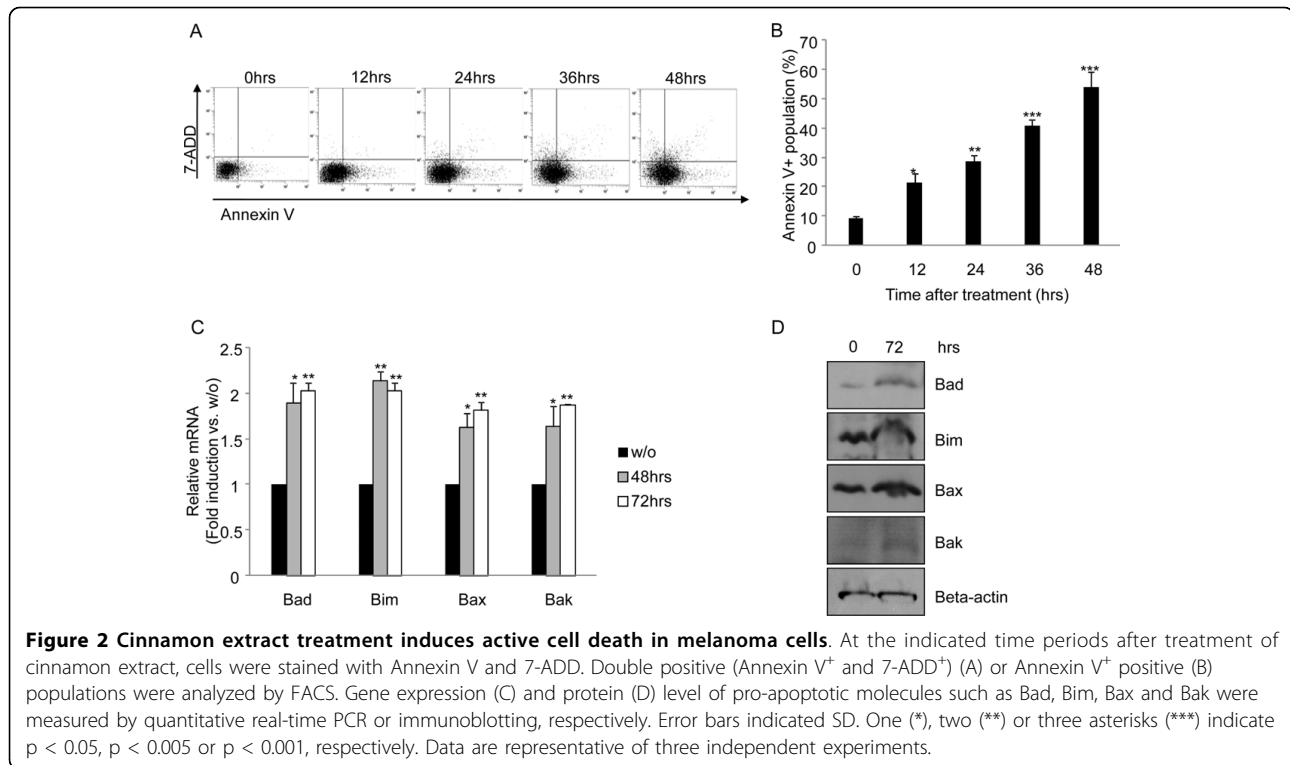 A
0hrs 12hrs 24hrs 36hrs 48hrs
7-ADD
Annexin V
B
Annexin V+ population (%)
70
60
50
40
30
20
10
0
* ** *** ***
0 12 24 36 48
Time after treatment (hrs)
C
Relative mRNA
(Fold induction vs. w/o)
2.5
2
1.5
1
0.5
0
* ** ** ** * ** * **
Bad Bim Bax Bak
w/o
48hrs
72hrs
D
0 72 hrs
Bad
Bim
Bax
Bak
Beta-actin
Figure 2 Cinnamon extract treatment induces active cell death in melanoma cells. At the indicated time periods after treatment of
cinnamon extract, cells were stained with Annexin V and 7-ADD. Double positive (Annexin V+ and 7-ADD+) (A) or Annexin V+ positive (B)
populations were analyzed by FACS. Gene expression (C) and protein (D) level of pro-apoptotic molecules such as Bad, Bim, Bax and Bak were
measured by quantitative real-time PCR or immunoblotting, respectively. Error bars indicated SD. One (*), two (**) or three asterisks (***) indicate
p < 0.05, p < 0.005 or p < 0.001, respectively. Data are representative of three independent experiments.